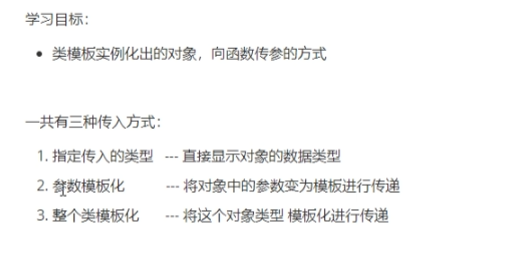 学习目标：
• 类模板实例化出的对象，向函数传参的方式
一共有三种传入方式：
1. 指定传入的类型 --- 直接显示对象的数据类型
2. 参数模板化 --- 将对象中的参数变为模板进行传递
3. 整个类模板化 --- 将这个对象类型 模板化进行传递